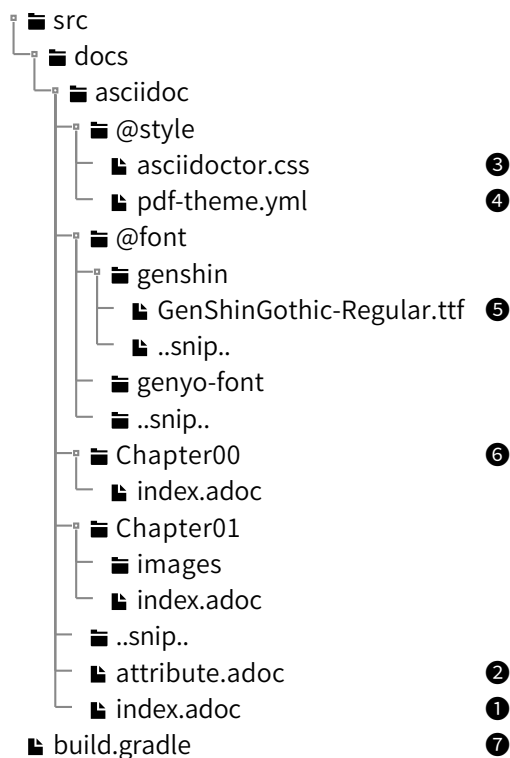 src
docs
asciidoc
@style
asciidoctor.css ❸
pdf-theme.yml ❹
@font
genshin
GenShinGothic-Regular.ttf ❺
..snip..
genyo-font
..snip..
Chapter00 ❻
index.adoc
Chapter01
images
index.adoc
..snip..
attribute.adoc ❷
index.adoc ❶
build.gradle ❼